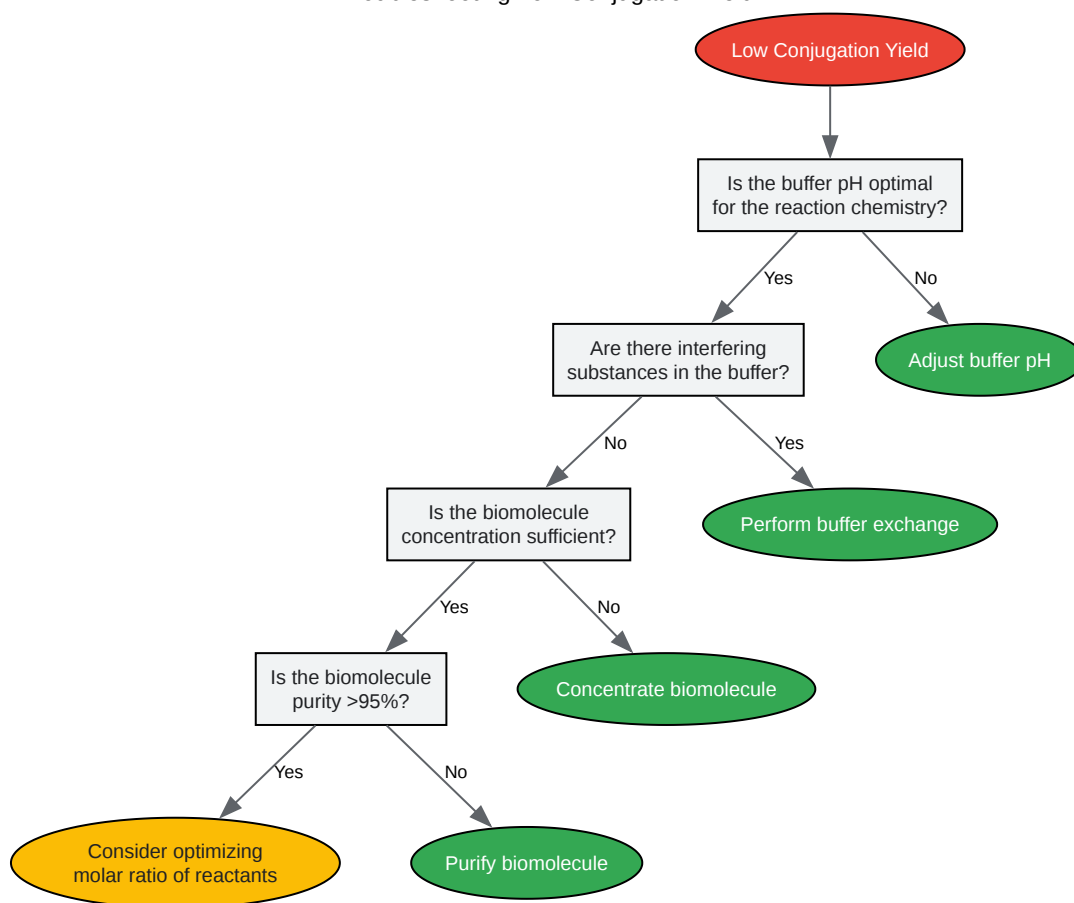 Low Conjugation Yield
Is the buffer pH optimal
for the reaction chemistry?
Yes
No
Are there interfering
substances in the buffer?
Adjust buffer pH
No
Yes
Is the biomolecule
concentration sufficient?
Perform buffer exchange
Yes
No
Is the biomolecule
purity >95%?
Concentrate biomolecule
Yes
No
Consider optimizing
molar ratio of reactants
Purify biomolecule